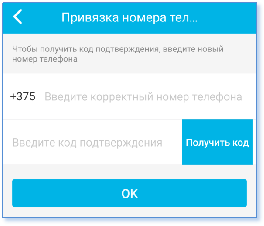 Привязка номера тел...
Чтобы получить код подтверждения, введите новый
номер телефона
+375 Введите корректный номер телефона
Введите код подтверждения Получить код
OK